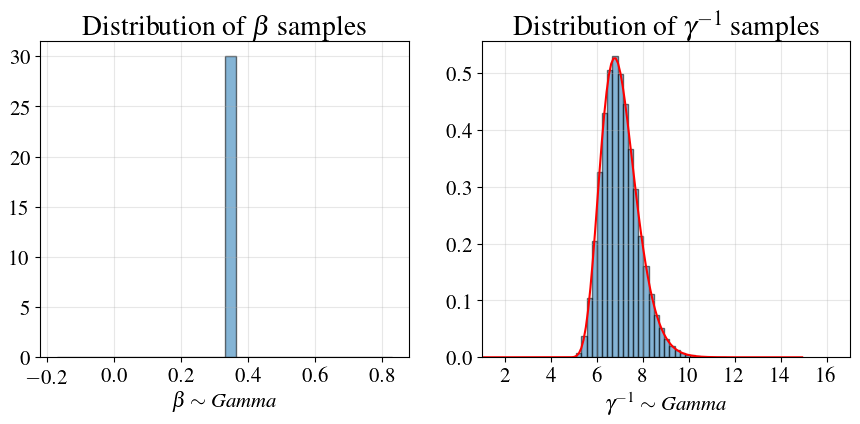 Distribution of β samples
30
25
20
15
10
5
0
−0.2 0.0 0.2 0.4 0.6 0.8
β ∼ Gamma
Distribution of γ⁻¹ samples
0.5
0.4
0.3
0.2
0.1
0.0
2 4 6 8 10 12 14 16
γ⁻¹ ∼ Gamma